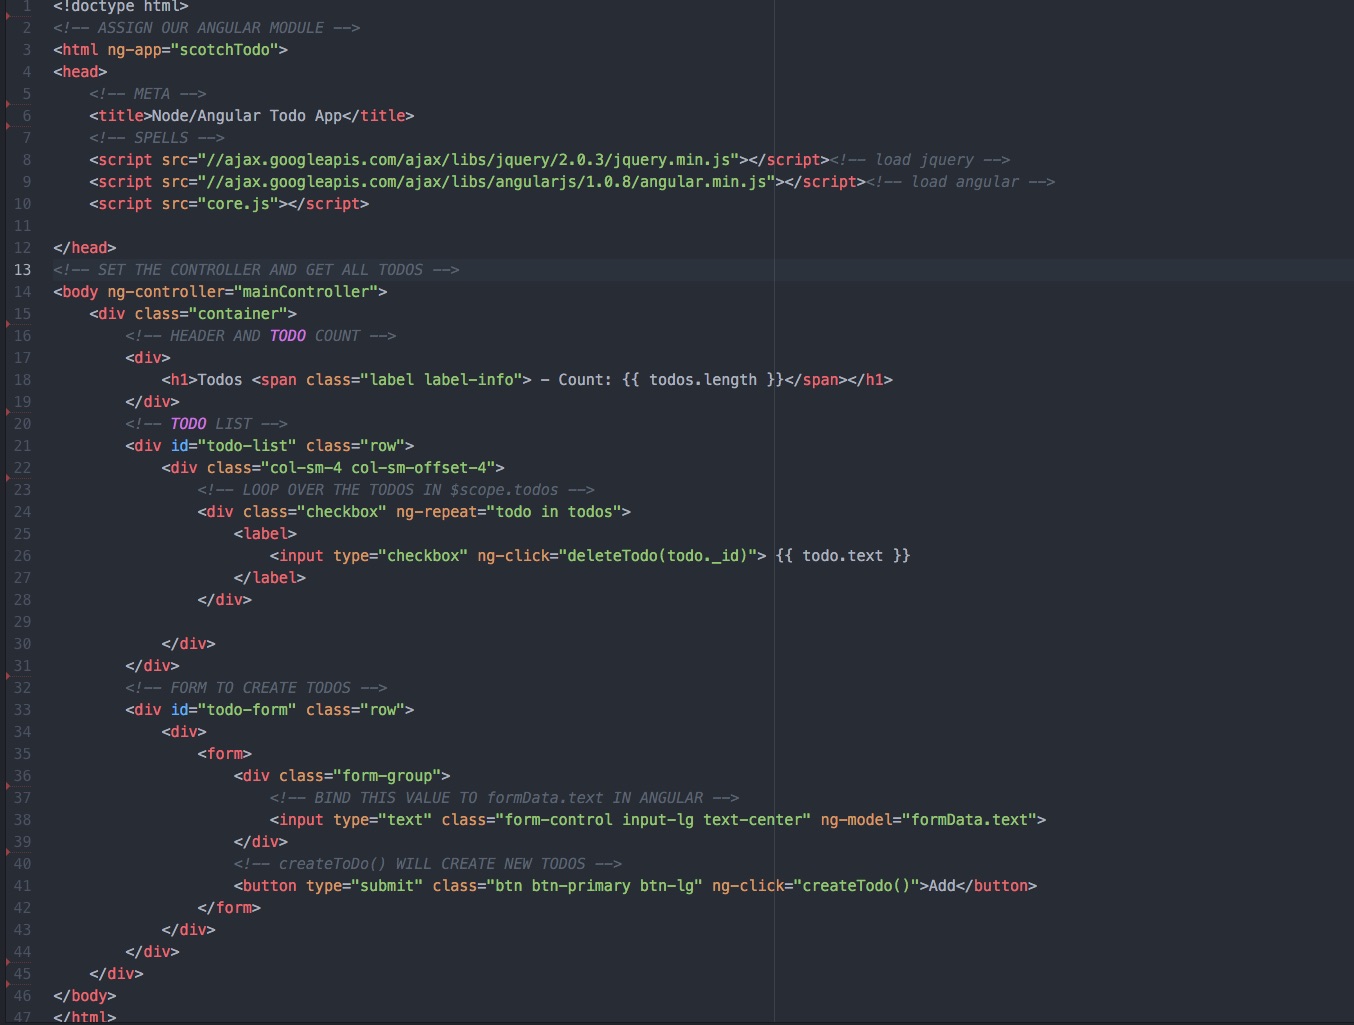 1 <!doctype html>
2 <!-- ASSIGN OUR ANGULAR MODULE -->
3 <html ng-app="scotchTodo">
4 <head>
5     <!-- META -->
6     <title>Node/Angular Todo App</title>
7     <!-- SPELLS -->
8     <script src="//ajax.googleapis.com/ajax/libs/jquery/2.0.3/jquery.min.js"></script><!-- load jquery -->
9     <script src="//ajax.googleapis.com/ajax/libs/angularjs/1.0.8/angular.min.js"></script><!-- load angular -->
10     <script src="core.js"></script>
11
12 </head>
13 <!-- SET THE CONTROLLER AND GET ALL TODOS -->
14 <body ng-controller="mainController">
15     <div class="container">
16         <!-- HEADER AND TODO COUNT -->
17         <div>
18             <h1>Todos <span class="label label-info"> - Count: {{ todos.length }}</span></h1>
19         </div>
20         <!-- TODO LIST -->
21         <div id="todo-list" class="row">
22             <div class="col-sm-4 col-sm-offset-4">
23                 <!-- LOOP OVER THE TODOS IN $scope.todos -->
24                 <div class="checkbox" ng-repeat="todo in todos">
25                     <label>
26                         <input type="checkbox" ng-click="deleteTodo(todo._id)"> {{ todo.text }}
27                     </label>
28                 </div>
29
30             </div>
31         </div>
32         <!-- FORM TO CREATE TODOS -->
33         <div id="todo-form" class="row">
34             <div>
35                 <form>
36                     <div class="form-group">
37                         <!-- BIND THIS VALUE TO formData.text IN ANGULAR -->
38                         <input type="text" class="form-control input-lg text-center" ng-model="formData.text">
39                     </div>
40                     <!-- createToDo() WILL CREATE NEW TODOS -->
41                     <button type="submit" class="btn btn-primary btn-lg" ng-click="createTodo()">Add</button>
42                 </form>
43             </div>
44         </div>
45     </div>
46 </body>
47 </html>